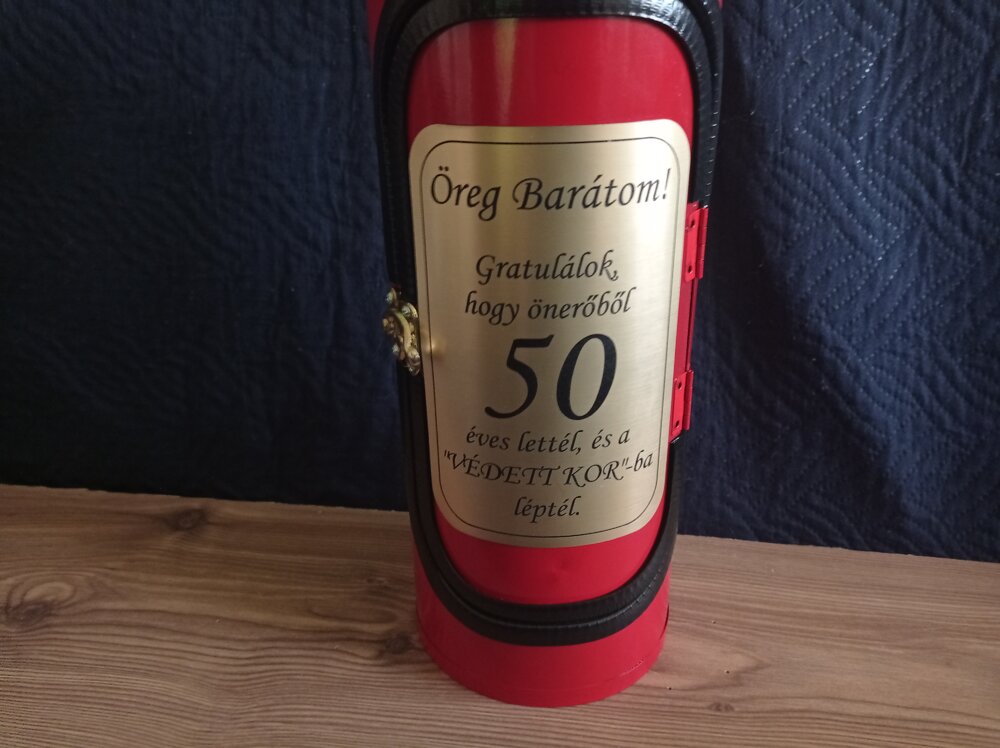 Öreg Barátom!
Gratulálok,
hogy önerőből
50
éves lettél, és a
"VÉDETT KOR"-ba
léptél.